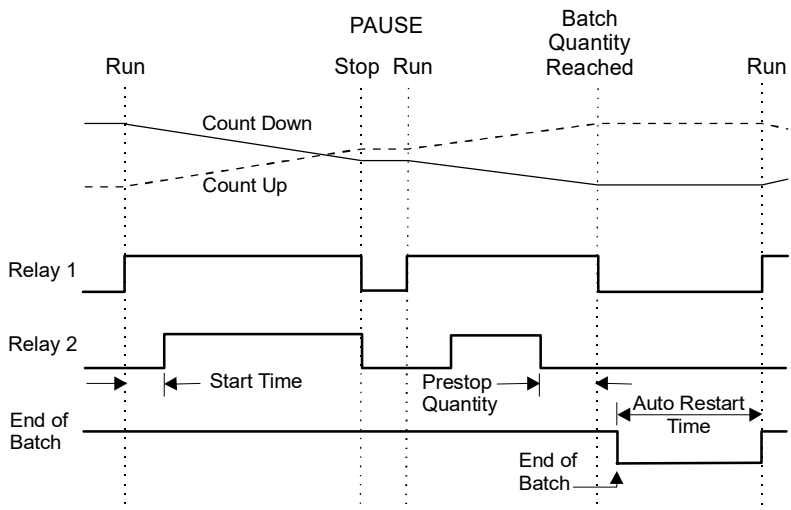 PAUSE
Batch
Quantity
Reached
Run
Stop
Run
Run
Count Down
Count Up
Relay 1
Relay 2
Start Time
Prestop
Quantity
Auto Restart
Time
End of
Batch
End of
Batch